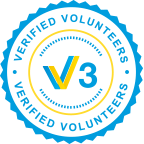 • VERIFIED VOLUNTEERS •
V3
VERIFIED VOLUNTEERS